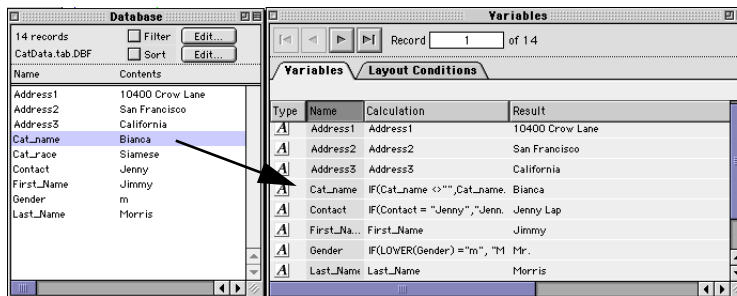 Database
14 records Filter Edit...
CatData.tab.DBF Sort Edit...
Name Contents
Address1 10400 Crow Lane
Address2 San Francisco
Address3 California
Cat_name Bianca
Cat_race Siamese
Contact Jenny
First_Name Jimmy
Gender m
Last_Name Morris
Variables
Record 1 of 14
Variables Layout Conditions
Type Name Calculation Result
A Address1 Address1 10400 Crow Lane
A Address2 Address2 San Francisco
A Address3 Address3 California
A Cat_name IF(Cat_name <>"",Cat_name. Bianca
A Contact IF(Contact = "Jenny","Jenn. Jenny Lap
A First_Na... First_Name Jimmy
A Gender IF(LOWER(Gender) ="m", "M Mr.
A Last_Name Last_Name Morris